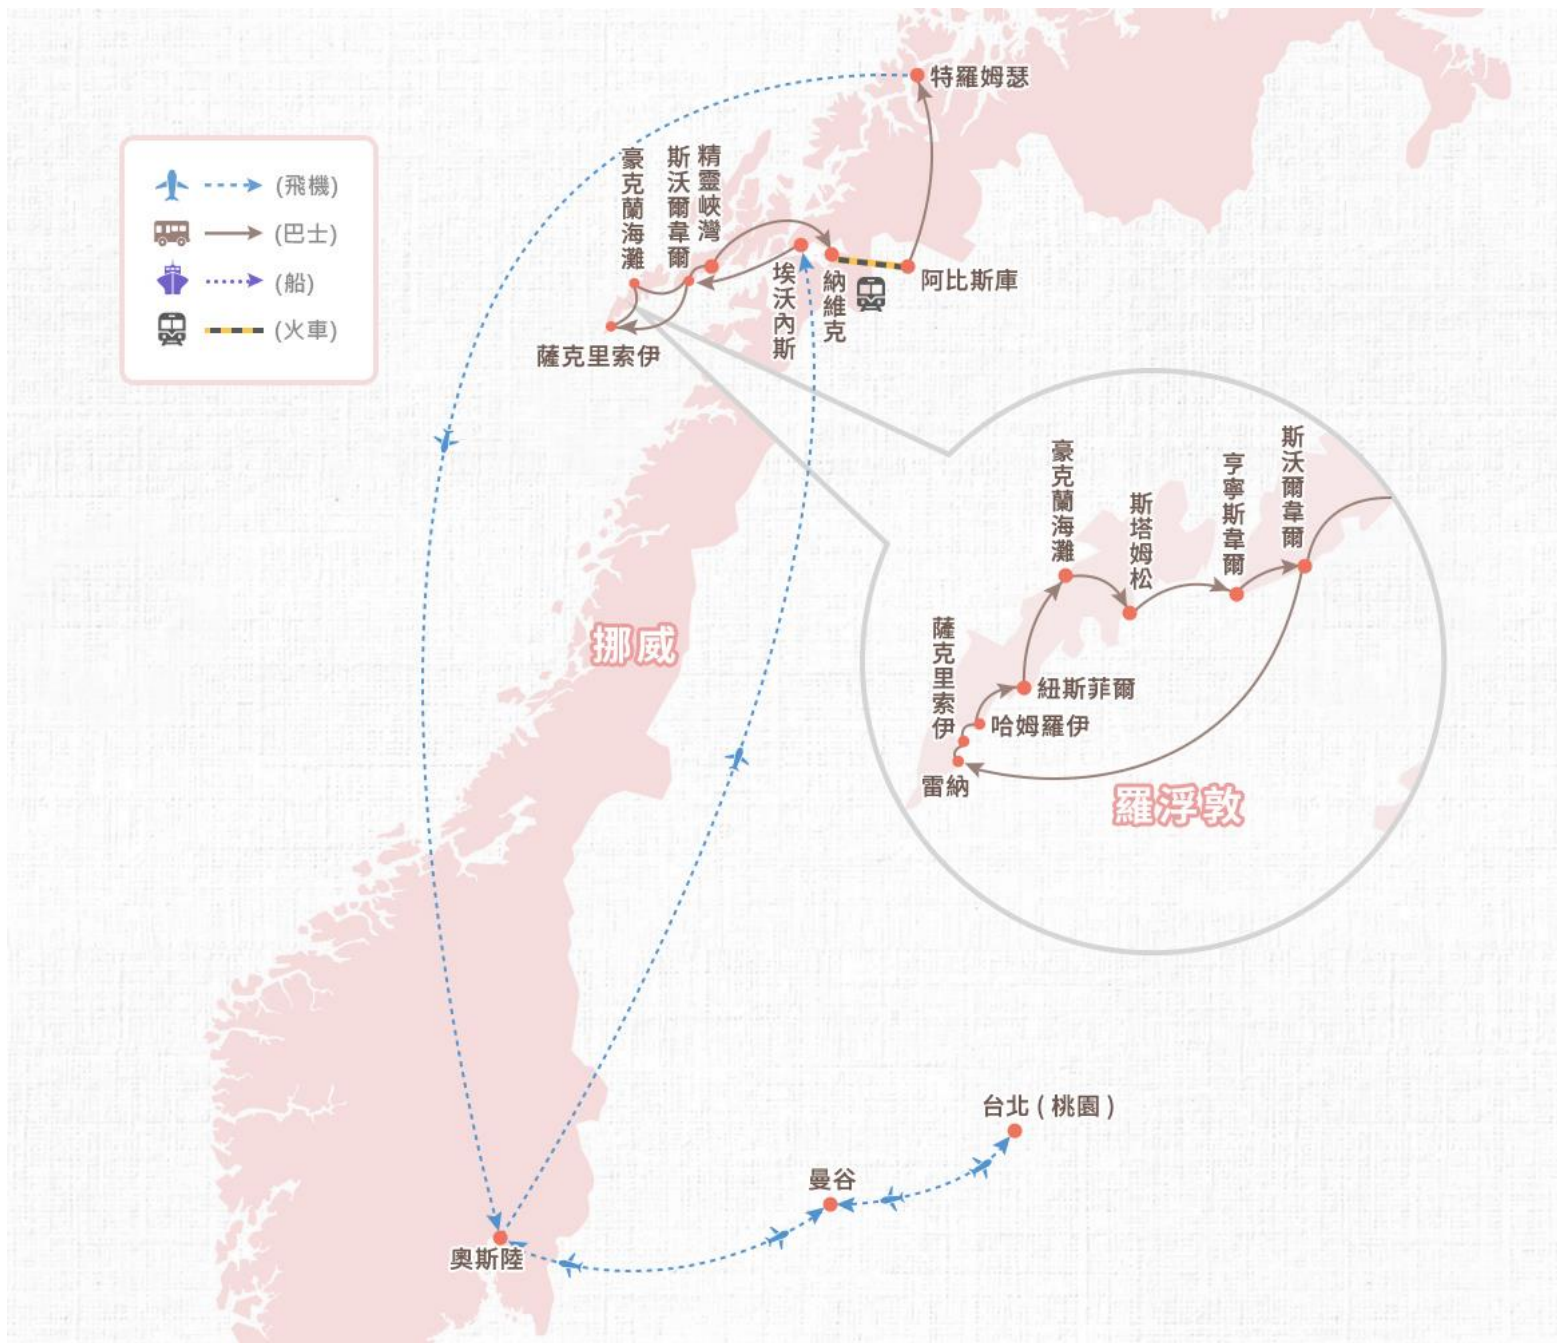 (飛機)
(巴士)
(船)
(火車)
特羅姆瑟
豪克蘭海灘
斯沃爾韋爾
精靈峽灣
埃沃內斯
納維克
阿比斯庫
薩克里索伊
挪威
豪克蘭海灘
斯塔姆松
亨寧斯韋爾
斯沃爾韋爾
薩克里索伊
紐斯菲爾
哈姆羅伊
雷納
羅浮敦
台北 ( 桃園 )
曼谷
奧斯陸